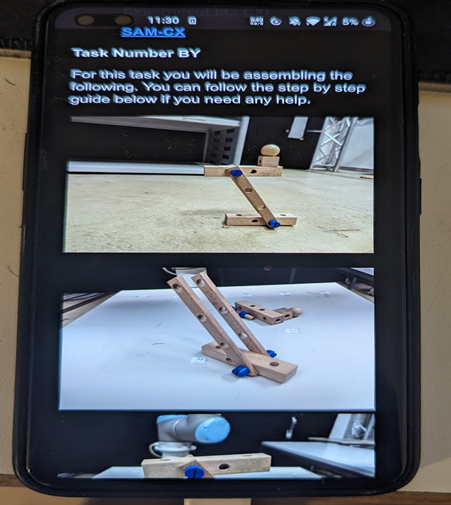 11:30
5%
SAM-CX
Task Number BY
For this task you will be assembling the
following. You can follow the step by step
guide below if you need any help.